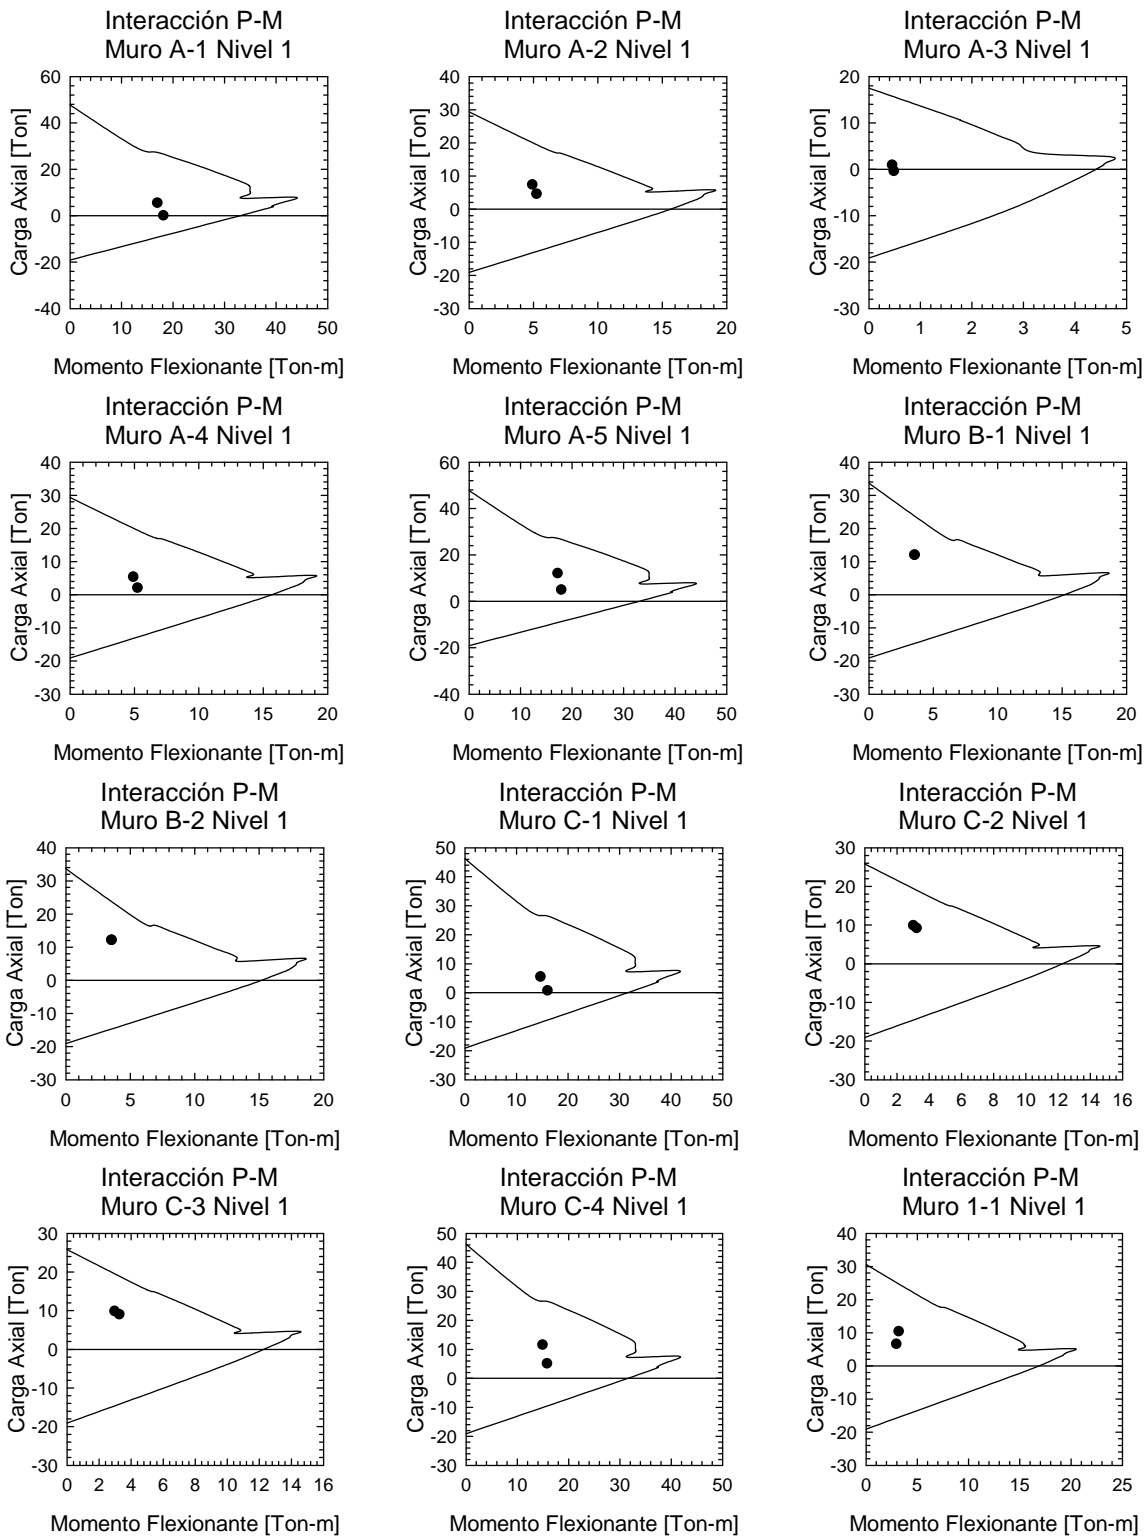 Interacción P-M
Muro A-1 Nivel 1
60
40
20
0
-20
-40
Carga Axial [Ton]
0 10 20 30 40 50
Momento Flexionante [Ton-m]
Interacción P-M
Muro A-2 Nivel 1
40
30
20
10
0
-10
-20
-30
Carga Axial [Ton]
0 5 10 15 20
Momento Flexionante [Ton-m]
Interacción P-M
Muro A-3 Nivel 1
20
10
0
-10
-20
-30
Carga Axial [Ton]
0 1 2 3 4 5
Momento Flexionante [Ton-m]
Interacción P-M
Muro A-4 Nivel 1
40
30
20
10
0
-10
-20
-30
Carga Axial [Ton]
0 5 10 15 20
Momento Flexionante [Ton-m]
Interacción P-M
Muro A-5 Nivel 1
60
40
20
0
-20
-40
Carga Axial [Ton]
0 10 20 30 40 50
Momento Flexionante [Ton-m]
Interacción P-M
Muro B-1 Nivel 1
40
30
20
10
0
-10
-20
-30
Carga Axial [Ton]
0 5 10 15 20
Momento Flexionante [Ton-m]
Interacción P-M
Muro B-2 Nivel 1
40
30
20
10
0
-10
-20
-30
Carga Axial [Ton]
0 5 10 15 20
Momento Flexionante [Ton-m]
Interacción P-M
Muro C-1 Nivel 1
50
40
30
20
10
0
-10
-20
-30
Carga Axial [Ton]
0 10 20 30 40 50
Momento Flexionante [Ton-m]
Interacción P-M
Muro C-2 Nivel 1
30
20
10
0
-10
-20
-30
Carga Axial [Ton]
0 2 4 6 8 10 12 14 16
Momento Flexionante [Ton-m]
Interacción P-M
Muro C-3 Nivel 1
30
20
10
0
-10
-20
-30
Carga Axial [Ton]
0 2 4 6 8 10 12 14 16
Momento Flexionante [Ton-m]
Interacción P-M
Muro C-4 Nivel 1
50
40
30
20
10
0
-10
-20
-30
Carga Axial [Ton]
0 10 20 30 40 50
Momento Flexionante [Ton-m]
Interacción P-M
Muro 1-1 Nivel 1
40
30
20
10
0
-10
-20
-30
Carga Axial [Ton]
0 5 10 15 20 25
Momento Flexionante [Ton-m]